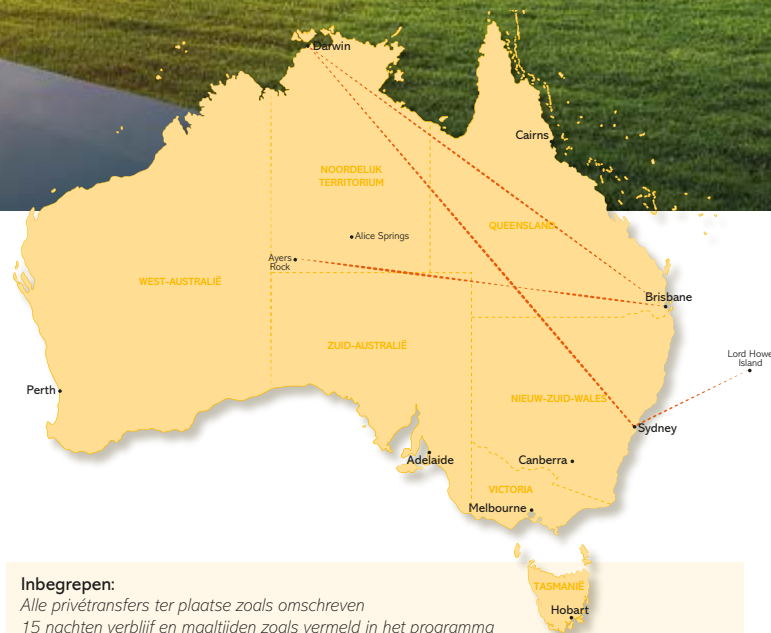 Darwin
Cairns
NOORDELIJK
TERRITORIUM
QUEENSLAND
Alice Springs
Ayers
Rock
WEST-AUSTRALIË
Brisbane
ZUID-AUSTRALIË
Lord Howe
Island
Perth
NIEUW-ZUID-WALES
Sydney
Adelaide
Canberra
VICTORIA
Melbourne
TASMANIË
Hobart
Inbegrepen:
Alle privétransfers ter plaatse zoals omschreven
15 nachten verblijf en maaltijden zoals vermeld in het programma